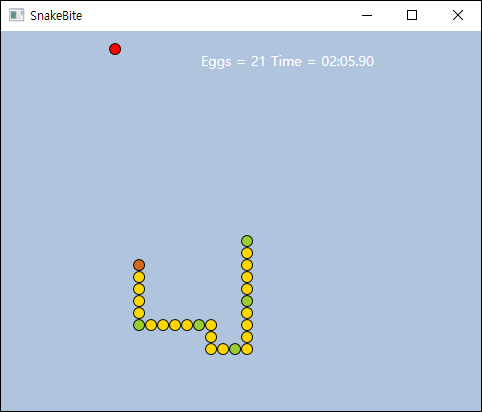 SnakeBite
Eggs = 21 Time = 02:05.90